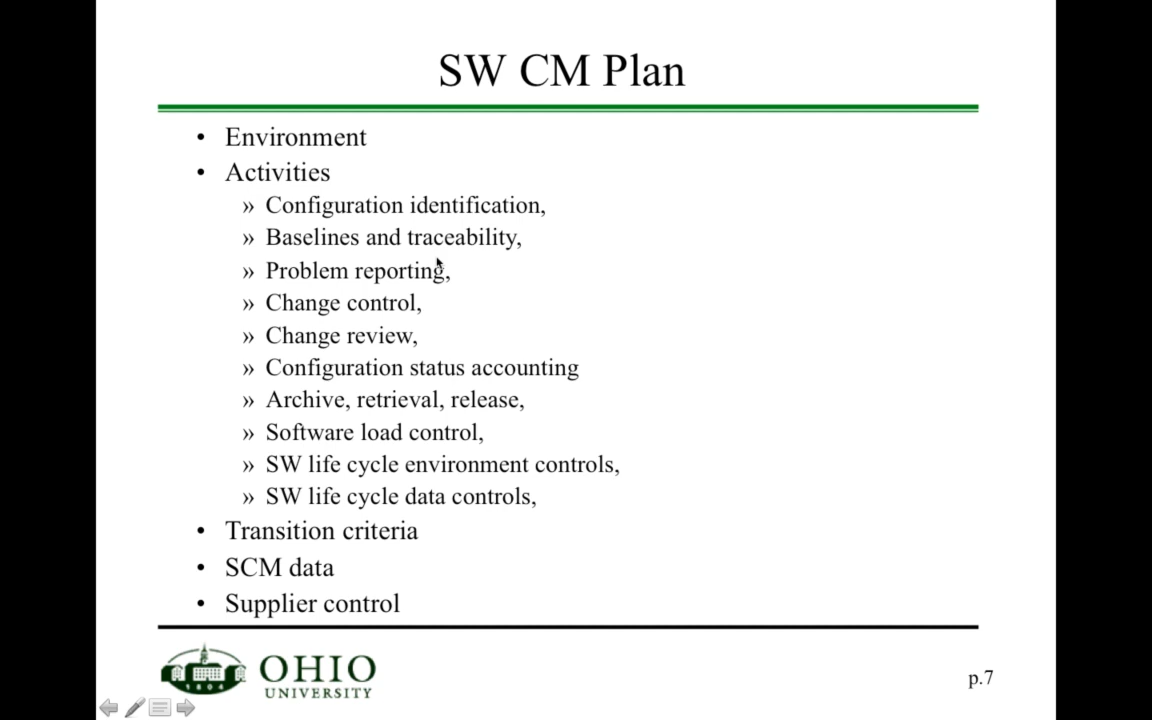 SW CM Plan
• Environment
• Activities
» Configuration identification,
» Baselines and traceability,
» Problem reporting,
» Change control,
» Change review,
» Configuration status accounting
» Archive, retrieval, release,
» Software load control,
» SW life cycle environment controls,
» SW life cycle data controls,
• Transition criteria
• SCM data
• Supplier control
1804
OHIO
UNIVERSITY
p.7